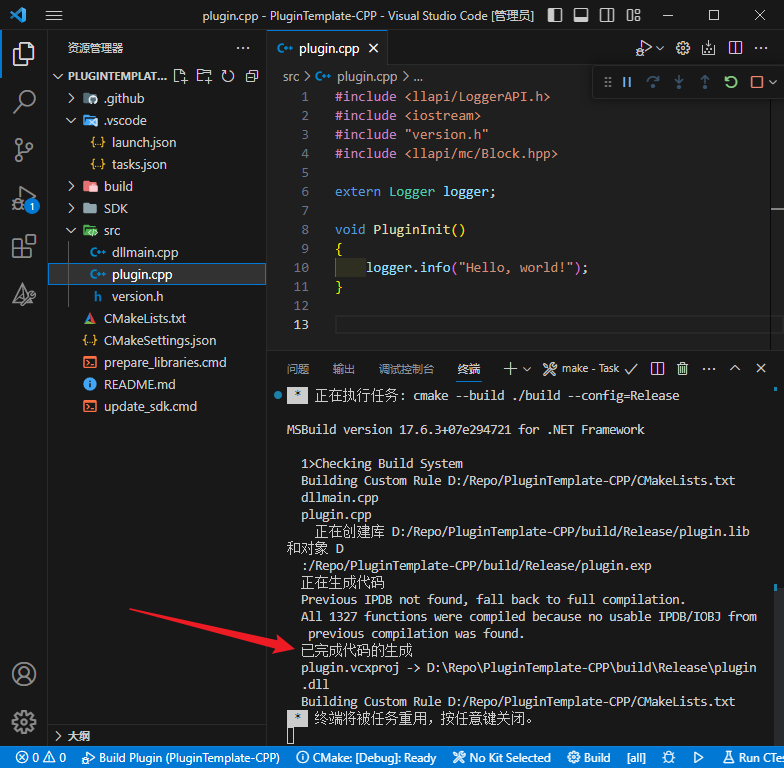 plugin.cpp - PluginTemplate-CPP - Visual Studio Code [管理员]
资源管理器
PLUGINTEMPLAT...
.github
.vscode
{..} launch.json
{..} tasks.json
build
SDK
src
C++ dllmain.cpp
C++ plugin.cpp
h version.h
CMakeLists.txt
{..} CMakeSettings.json
prepare_libraries.cmd
README.md
update_sdk.cmd
大纲
1
C++ plugin.cpp
src > C++ plugin.cpp > ...
1 #include <llapi/LoggerAPI.h>
2 #include <iostream>
3 #include "version.h"
4 #include <llapi/mc/Block.hpp>
5
6 extern Logger logger;
7
8 void PluginInit()
9 {
10 logger.info("Hello, world!");
11 }
12
13
问题 输出 调试控制台 终端 make - Task
* 正在执行任务: cmake --build ./build --config=Release
MSBuild version 17.6.3+07e294721 for .NET Framework
1>Checking Build System
Building Custom Rule D:/Repo/PluginTemplate-CPP/CMakeLists.txt
dllmain.cpp
plugin.cpp
正在创建库 D:/Repo/PluginTemplate-CPP/build/Release/plugin.lib
和对象 D
:/Repo/PluginTemplate-CPP/build/Release/plugin.exp
正在生成代码
Previous IPDB not found, fall back to full compilation.
All 1327 functions were compiled because no usable IPDB/IOBJ from
previous compilation was found.
已完成代码的生成
plugin.vcxproj -> D:\Repo\PluginTemplate-CPP\build\Release\plugin
.dll
Building Custom Rule D:/Repo/PluginTemplate-CPP/CMakeLists.txt
* 终端将被任务重用，按任意键关闭。
0 0 Build Plugin (PluginTemplate-CPP) CMake: [Debug]: Ready No Kit Selected Build [all] Run CTe